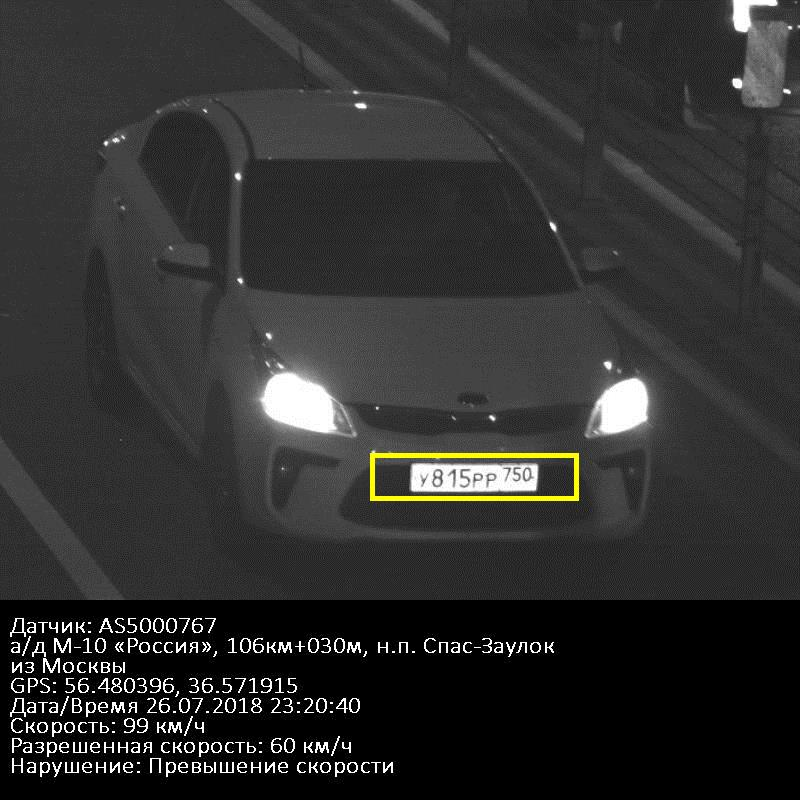 У815РР 750
Датчик: AS5000767
а/д М-10 «Россия», 106км+030м, н.п. Спас-Заулок
из Москвы
GPS: 56.480396, 36.571915
Дата/Время 26.07.2018 23:20:40
Скорость: 99 км/ч
Разрешенная скорость: 60 км/ч
Нарушение: Превышение скорости